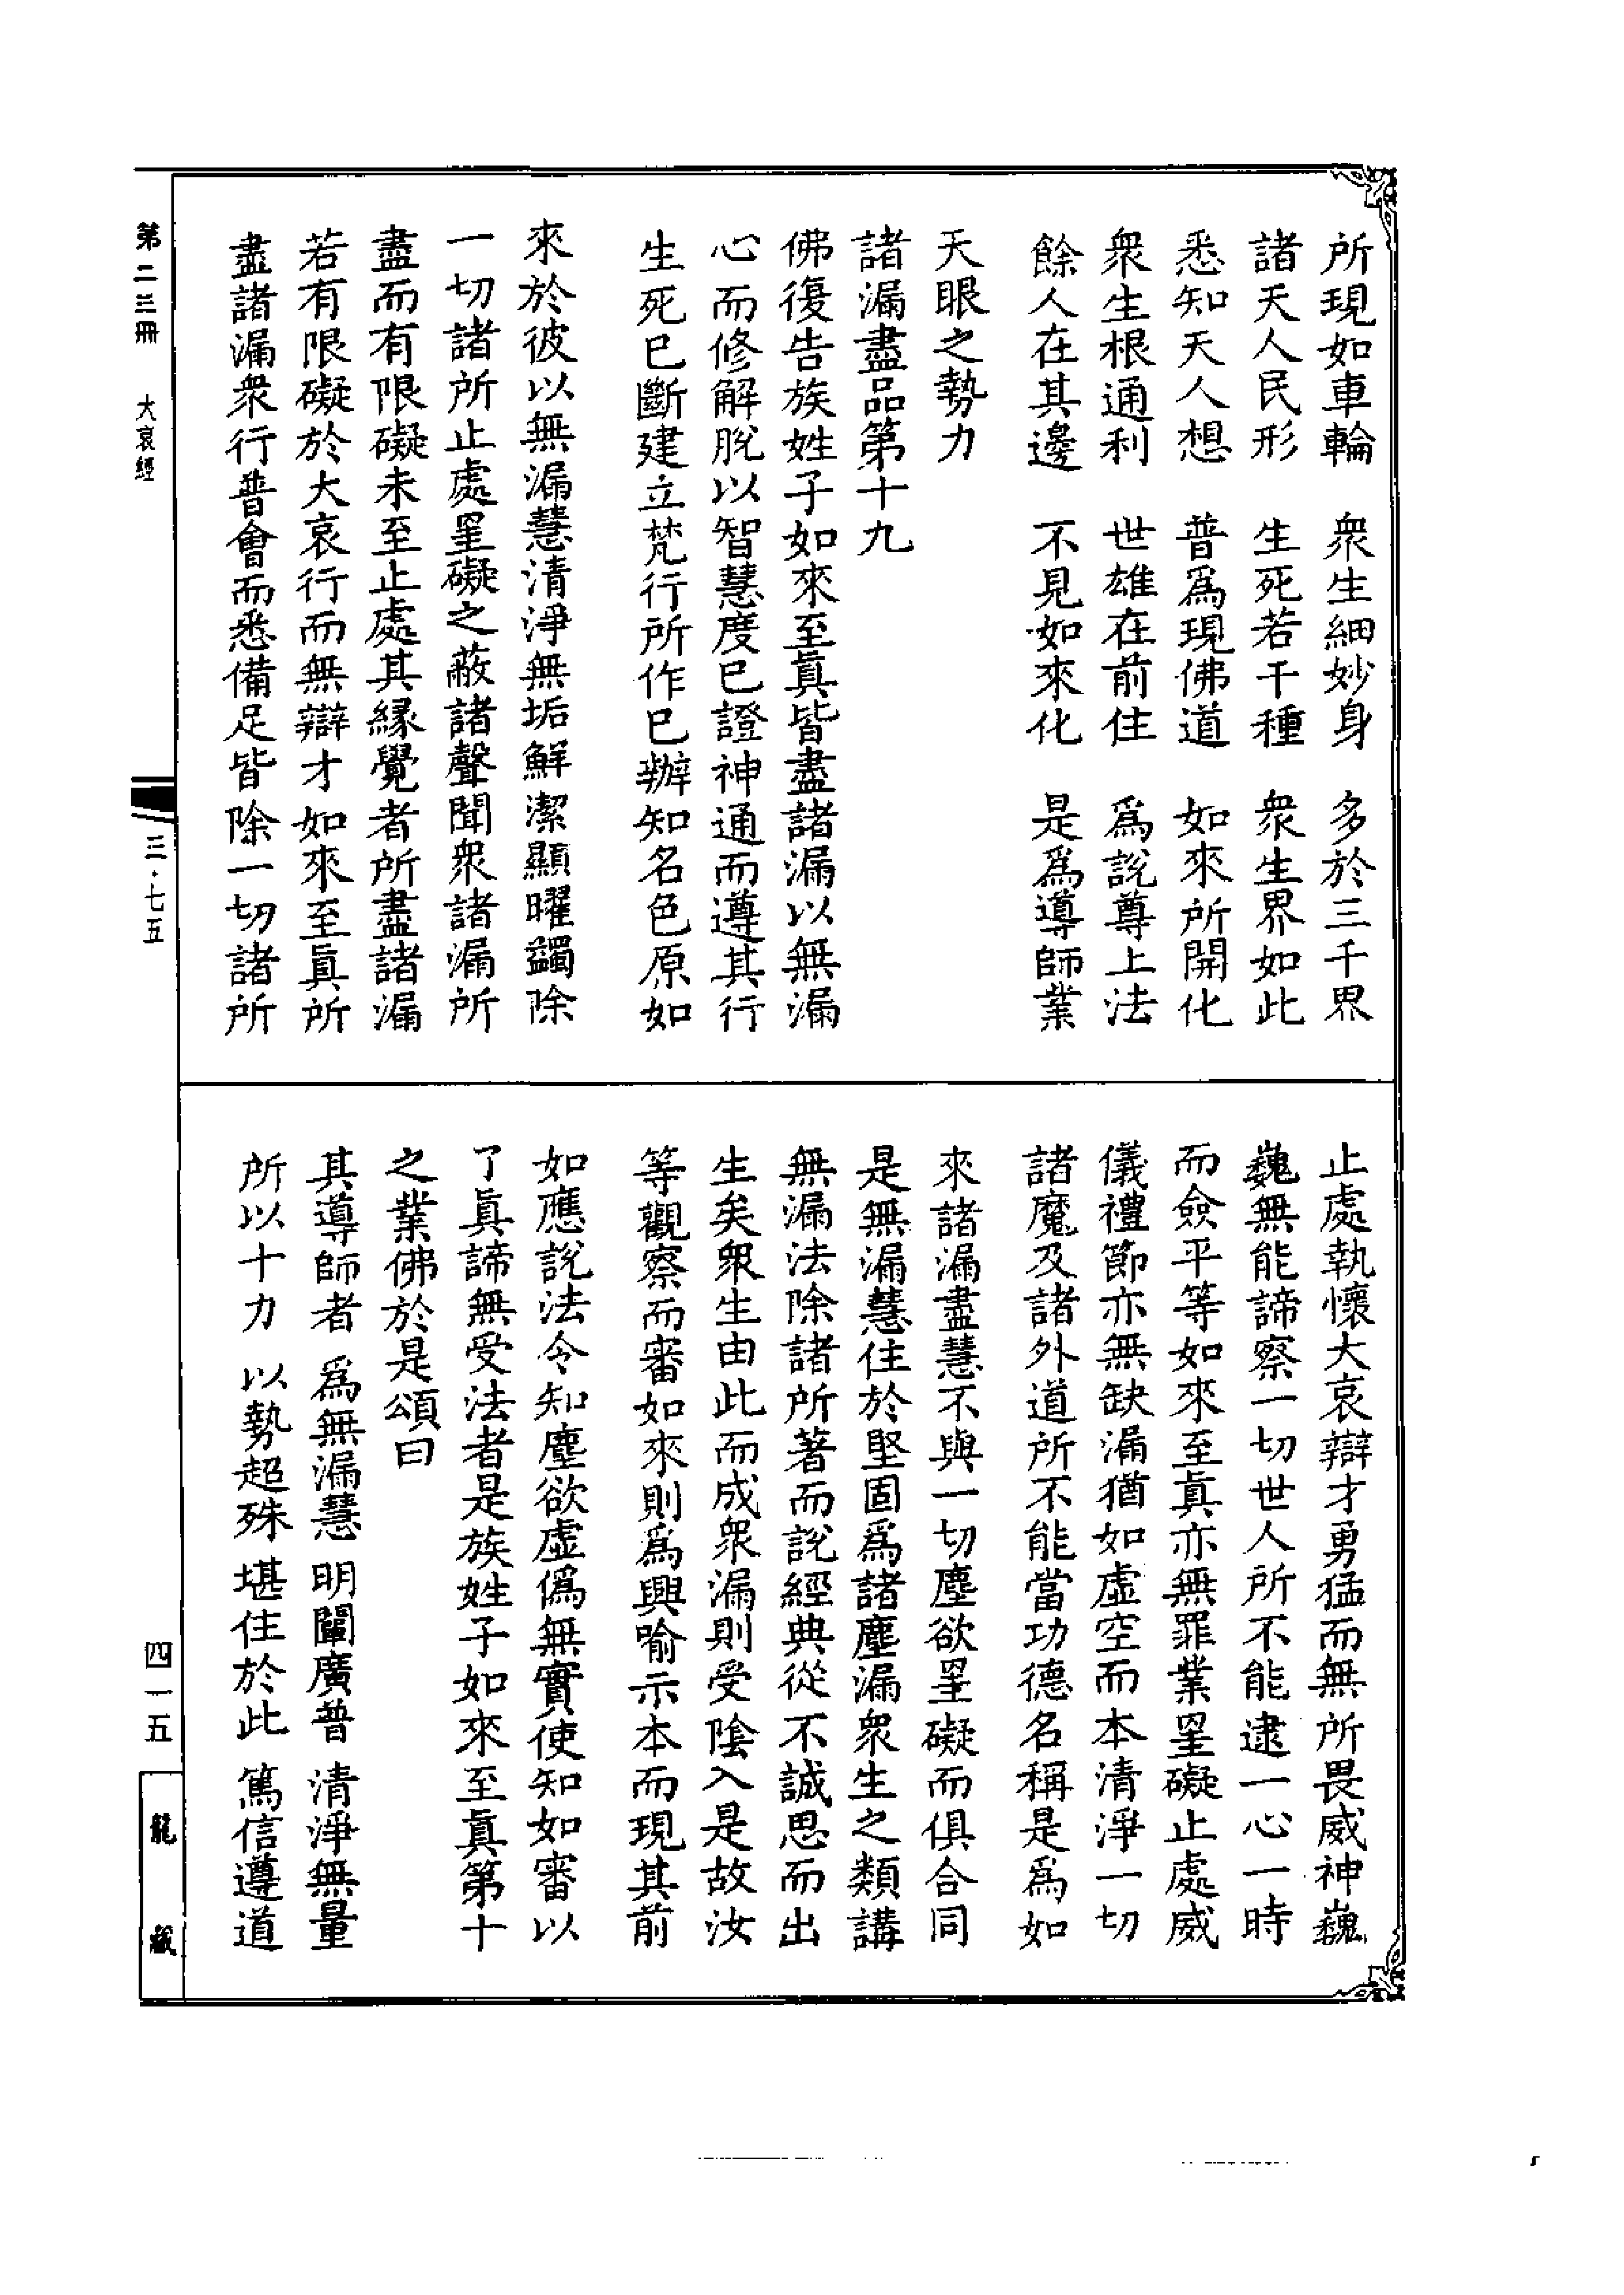 所現如車輪　衆生細妙身　多於三千界
諸天人民形　生死若干種　衆生界如此
悉知天人想　普爲現佛道　如來所開化
衆生根通利　世雄在前住　爲說尊上法
餘人在其邊　不見如來化　是爲導師業
天眼之勢力
諸漏盡品第十九
佛復告族姓子如來至眞皆盡諸漏以無漏
心而修解脫以智慧度已證神通而遵其行
生死已斷建立梵行所作已辦知名色原如
來於彼以無漏慧清淨無垢鮮潔顯曜蠲除
一切諸所止處罣礙之蔽諸聲聞衆諸漏所
盡而有限礙未至止處其緣覺者所盡諸漏
若有限礙於大哀行而無辯才如來至眞所
盡諸漏衆行普會而悉備足皆除一切諸所
止處執懷大哀辯才勇猛而無所畏威神巍
巍無能諦察一切世人所不能逮一心一時
而僉平等如來至眞亦無罪業罣礙止處威
儀禮節亦無缺漏猶如虛空而本清淨一切
諸魔及諸外道所不能當功德名稱是爲如
來諸漏盡慧不與一切塵欲罣礙而俱合同
是無漏慧住於堅固爲諸塵漏衆生之類講
無漏法除諸所著而說經典從不誠思而出
生矣衆生由此而成衆漏則受陰入是故汝
等觀察而審如來則爲興喻示本而現其前
如應說法令知塵欲虛僞無實使知如審以
了眞諦無受法者是族姓子如來至眞第十
之業佛於是頌曰
其導師者　爲無漏慧　明闡廣普　清淨無量
所以十力　以勢超殊　堪住於此　篤信遵道
第二三冊　大哀經
三·七五
四一五
龍藏